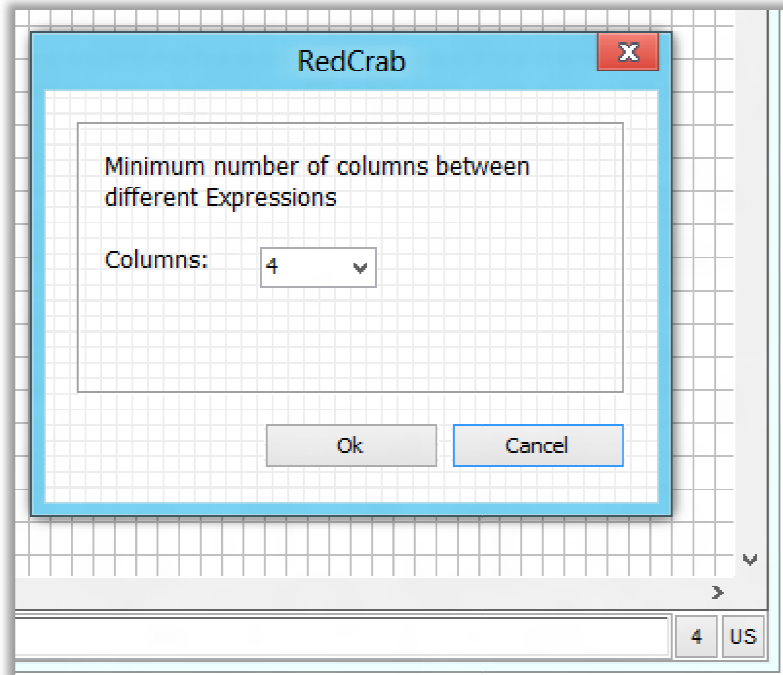 RedCrab
Minimum number of columns between
different Expressions
Columns:
4
Ok
Cancel
4
US